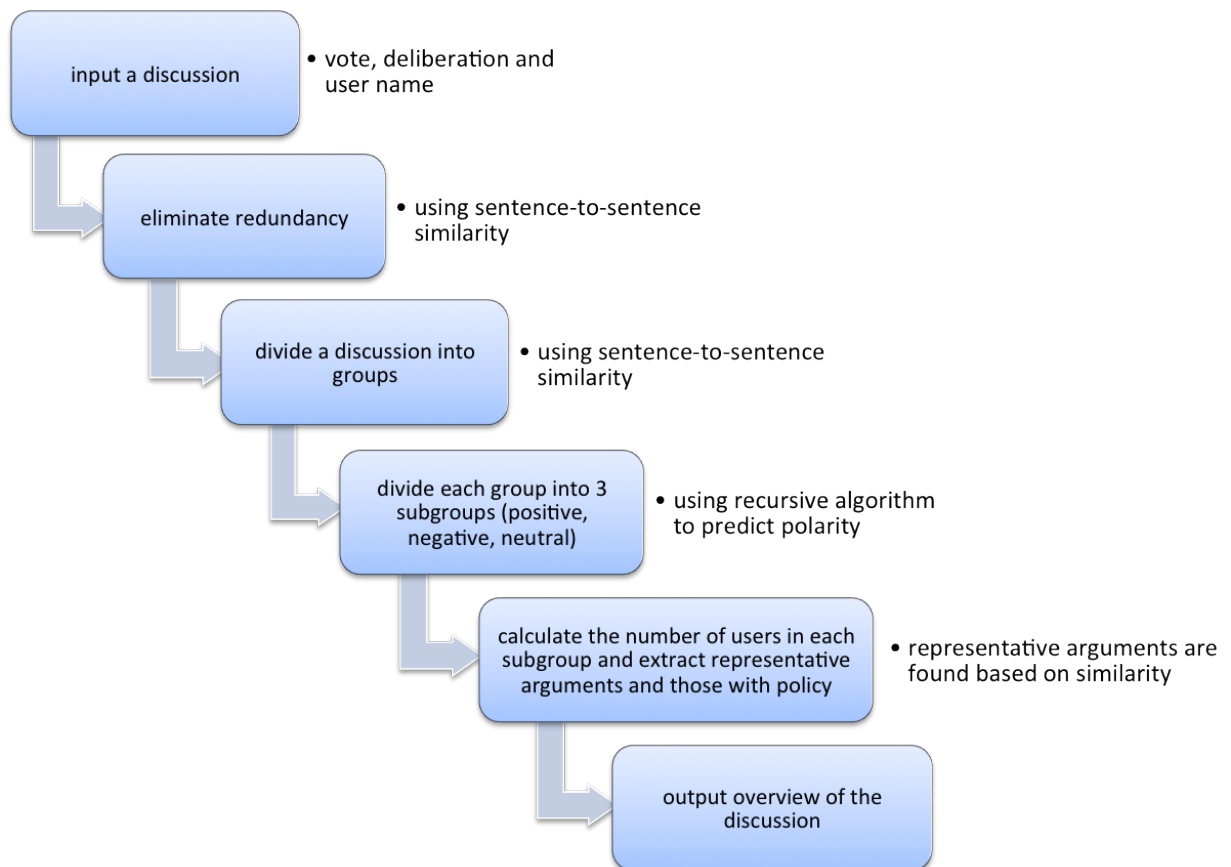 input a discussion
• vote, deliberation and
user name
eliminate redundancy
• using sentence-to-sentence
similarity
divide a discussion into
groups
• using sentence-to-sentence
similarity
divide each group into 3
subgroups (positive,
negative, neutral)
• using recursive algorithm
to predict polarity
calculate the number of users in each
subgroup and extract representative
arguments and those with policy
• representative arguments are
found based on similarity
output overview of the
discussion